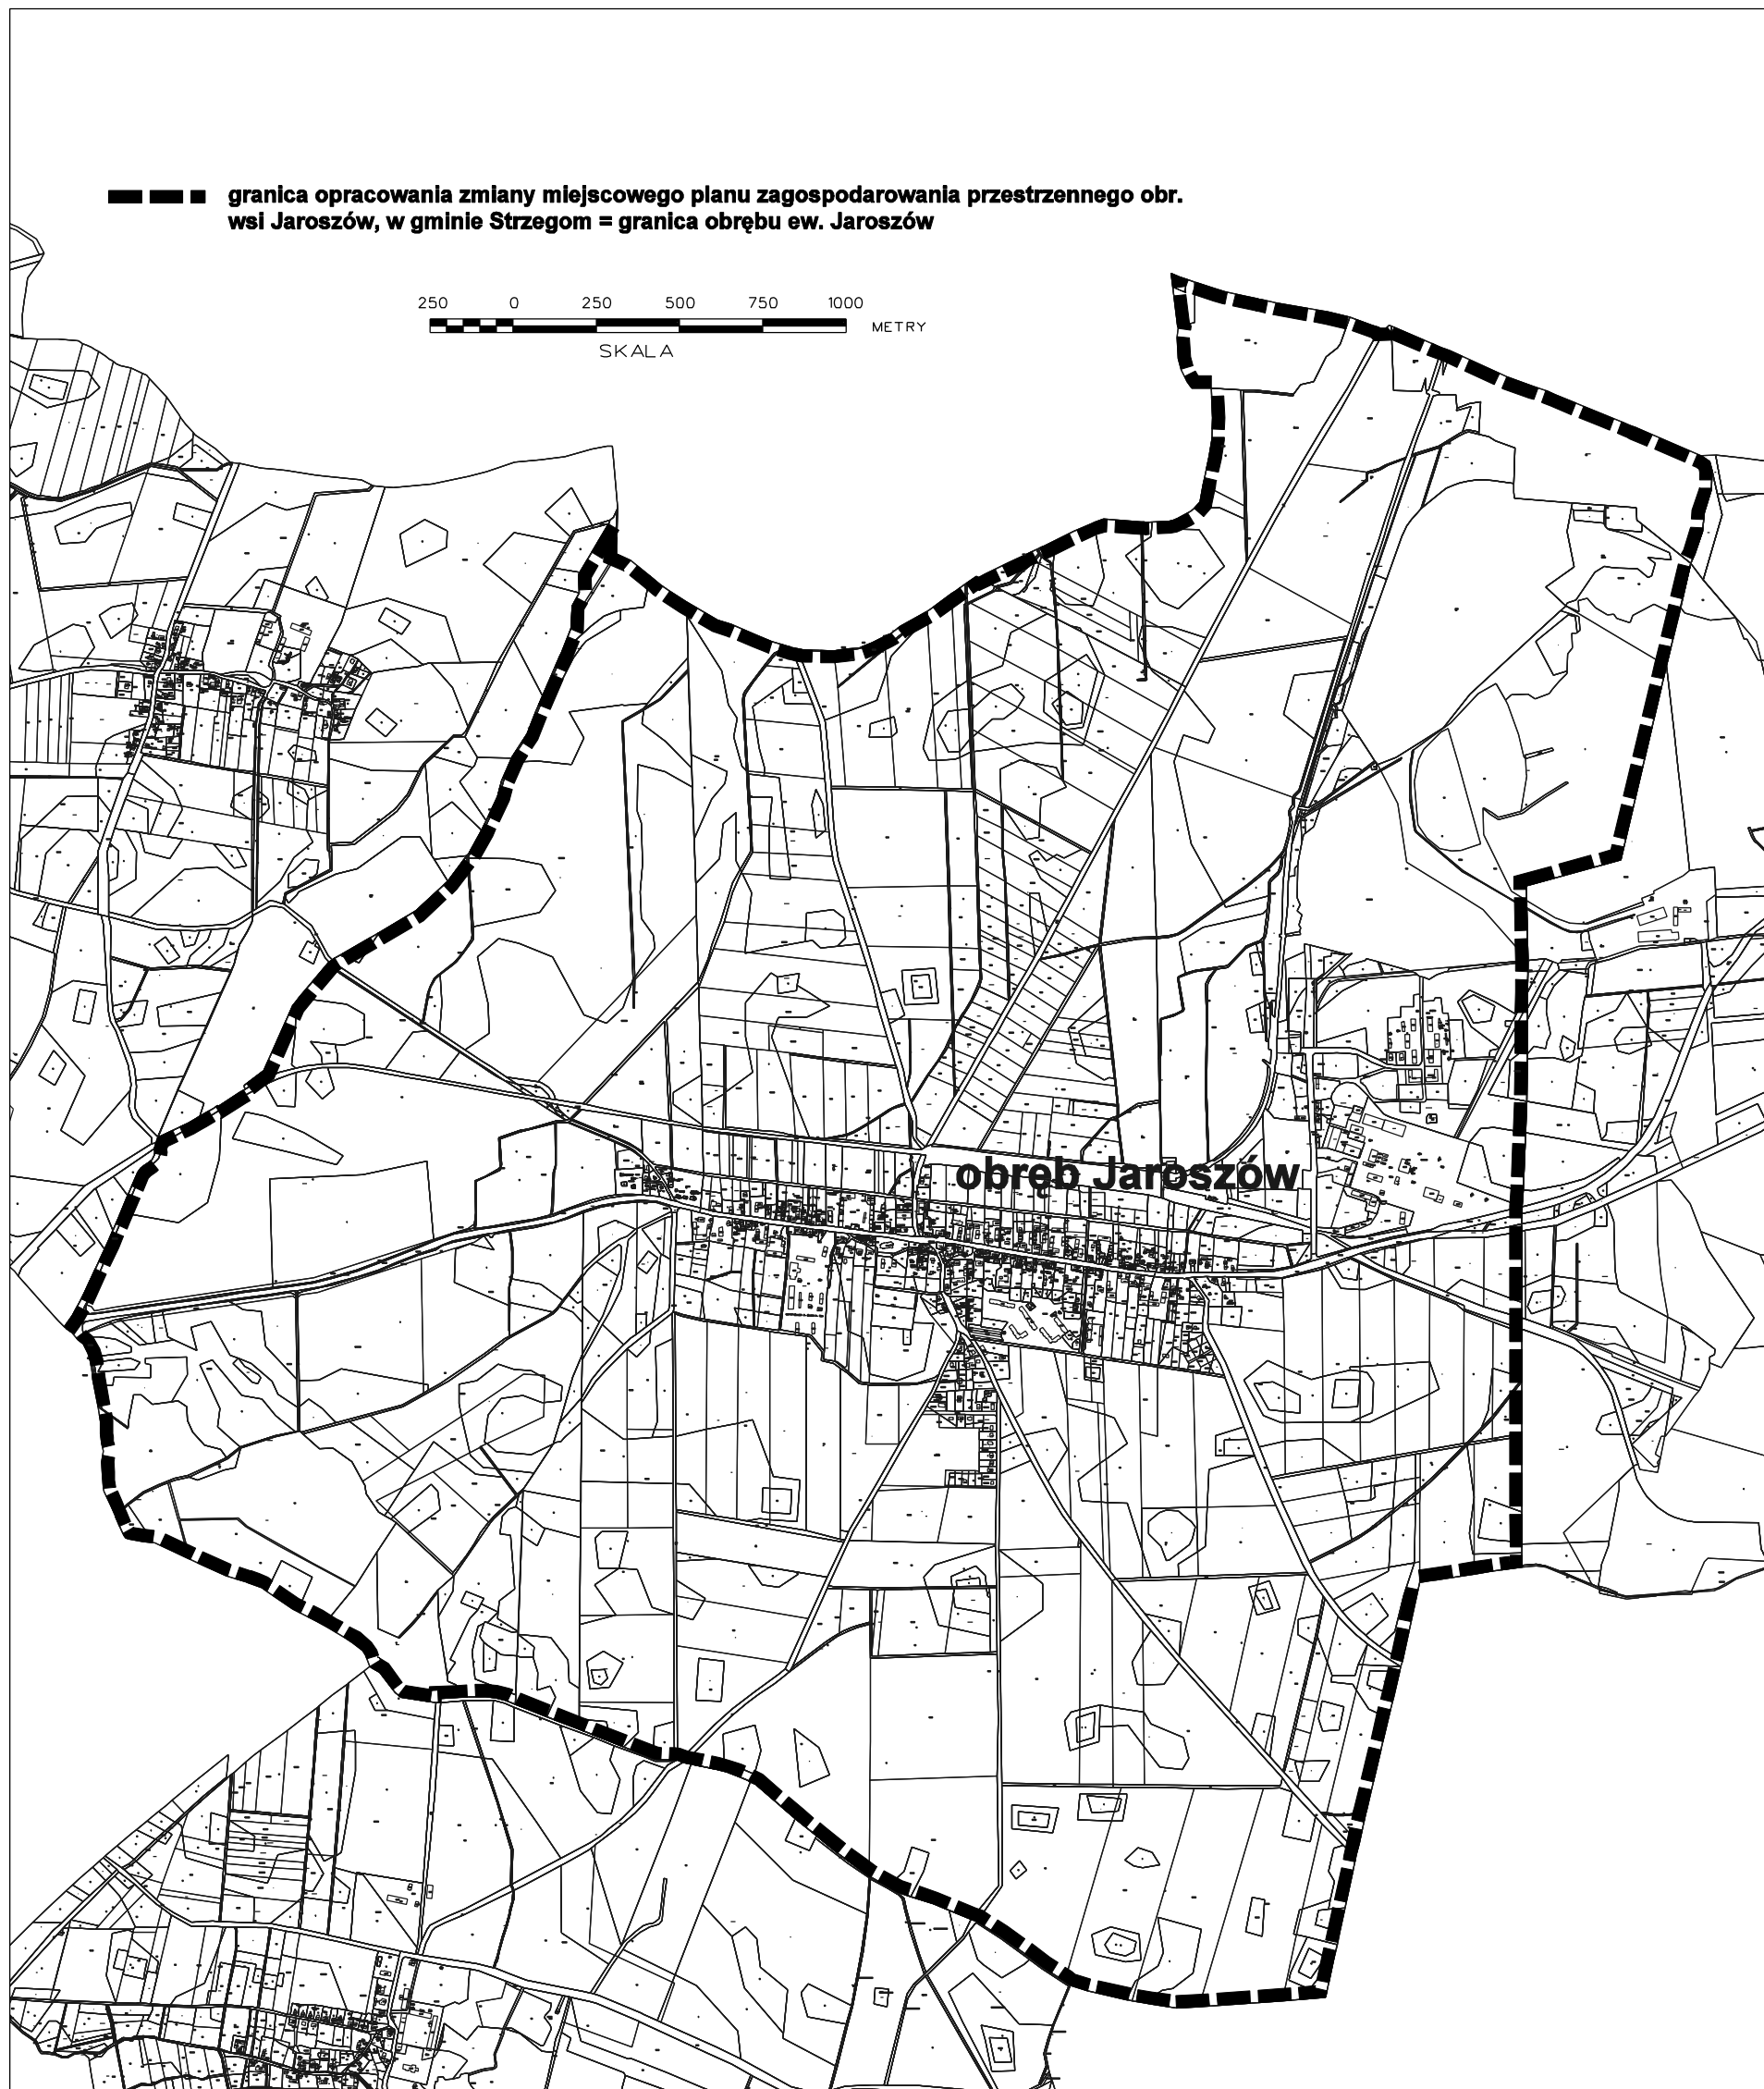 granica opracowania zmiany miejscowego planu zagospodarowania przestrzennego obr.
wsi Jaroszów, w gminie Strzegom = granica obrębu ew. Jaroszów
250 0 250 500 750 1000
METRY
SKALA
obręb Jaroszów